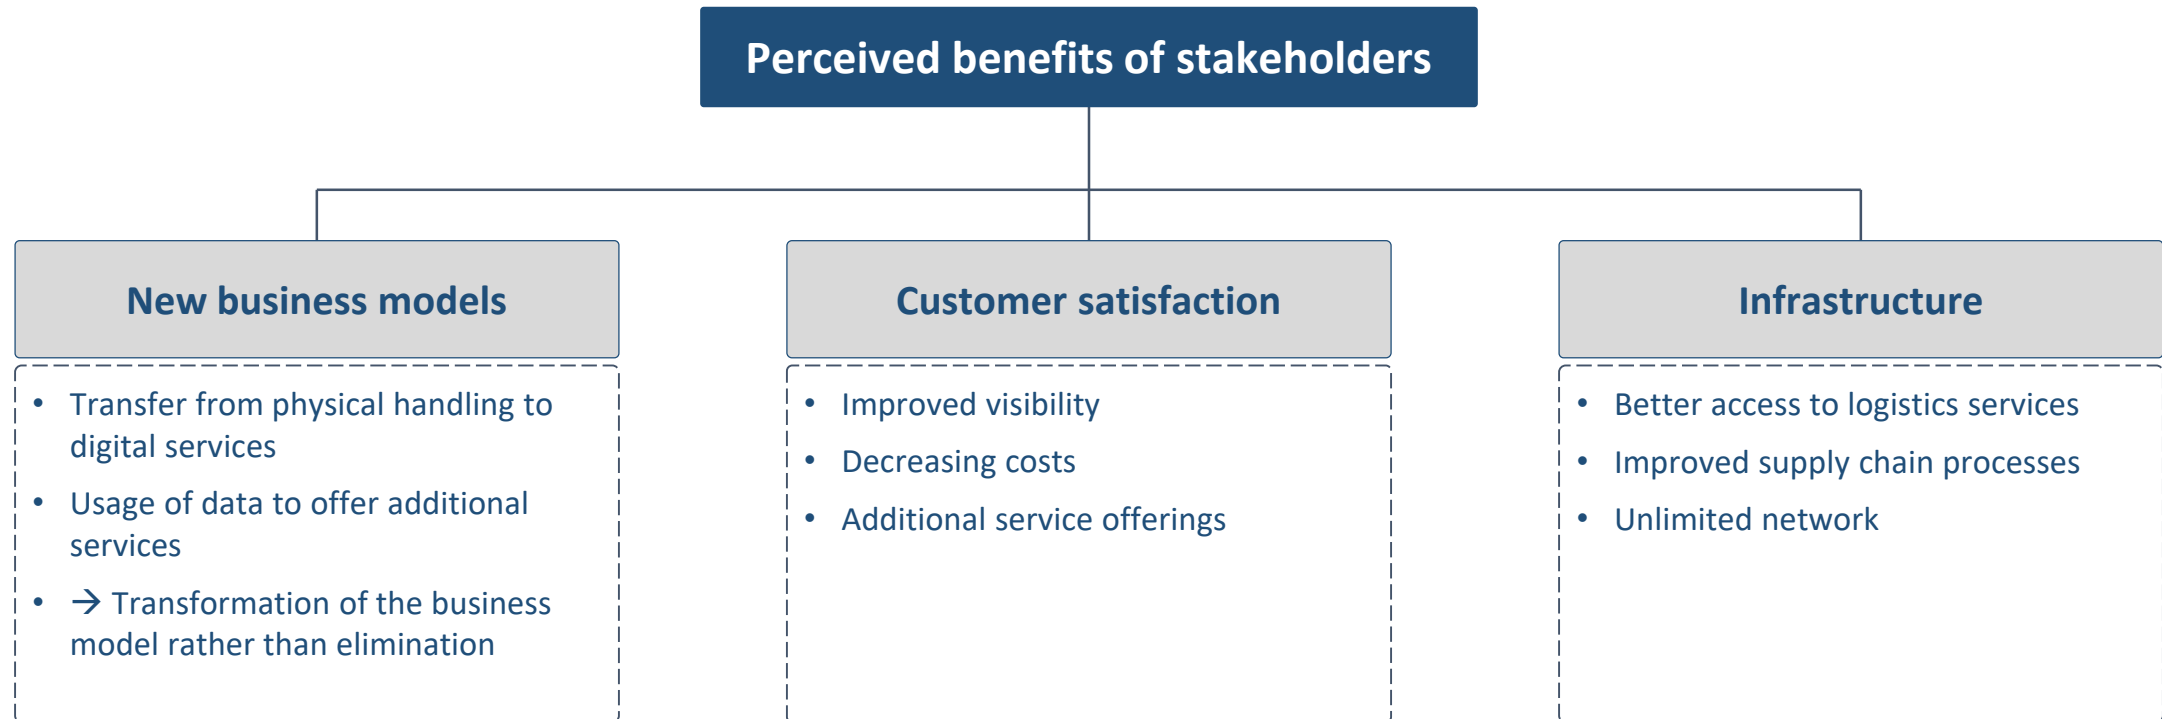 Perceived benefits of stakeholders
New business models
• Transfer from physical handling to
digital services
• Usage of data to offer additional
services
• → Transformation of the business
model rather than elimination
Customer satisfaction
• Improved visibility
• Decreasing costs
• Additional service offerings
Infrastructure
• Better access to logistics services
• Improved supply chain processes
• Unlimited network